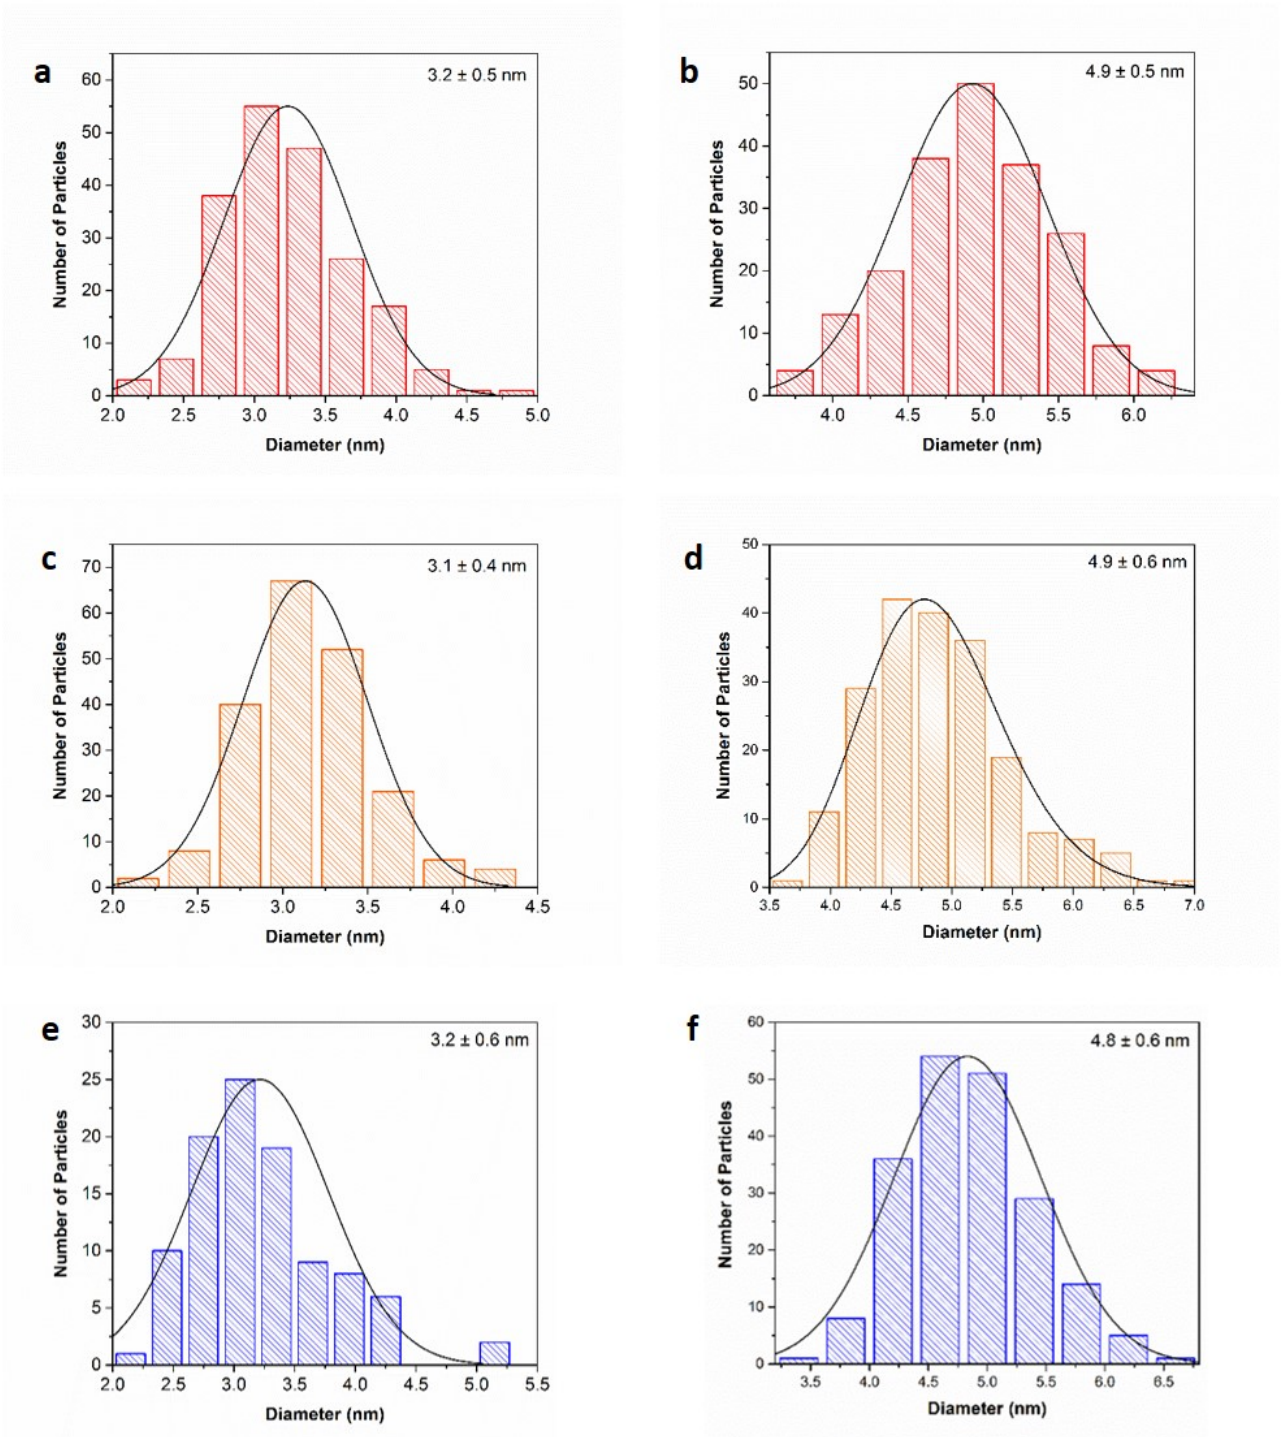 a
3.2 ± 0.5 nm
60
50
40
30
20
10
0
2.0 2.5 3.0 3.5 4.0 4.5 5.0
Number of Particles
Diameter (nm)
b
4.9 ± 0.5 nm
50
40
30
20
10
0
4.0 4.5 5.0 5.5 6.0
Number of Particles
Diameter (nm)
c
3.1 ± 0.4 nm
70
60
50
40
30
20
10
0
2.0 2.5 3.0 3.5 4.0 4.5
Number of Particles
Diameter (nm)
d
4.9 ± 0.6 nm
50
40
30
20
10
0
3.5 4.0 4.5 5.0 5.5 6.0 6.5 7.0
Number of Particles
Diameter (nm)
e
3.2 ± 0.6 nm
30
25
20
15
10
5
0
2.0 2.5 3.0 3.5 4.0 4.5 5.0 5.5
Number of Particles
Diameter (nm)
f
4.8 ± 0.6 nm
60
50
40
30
20
10
0
3.5 4.0 4.5 5.0 5.5 6.0 6.5
Number of Particles
Diameter (nm)